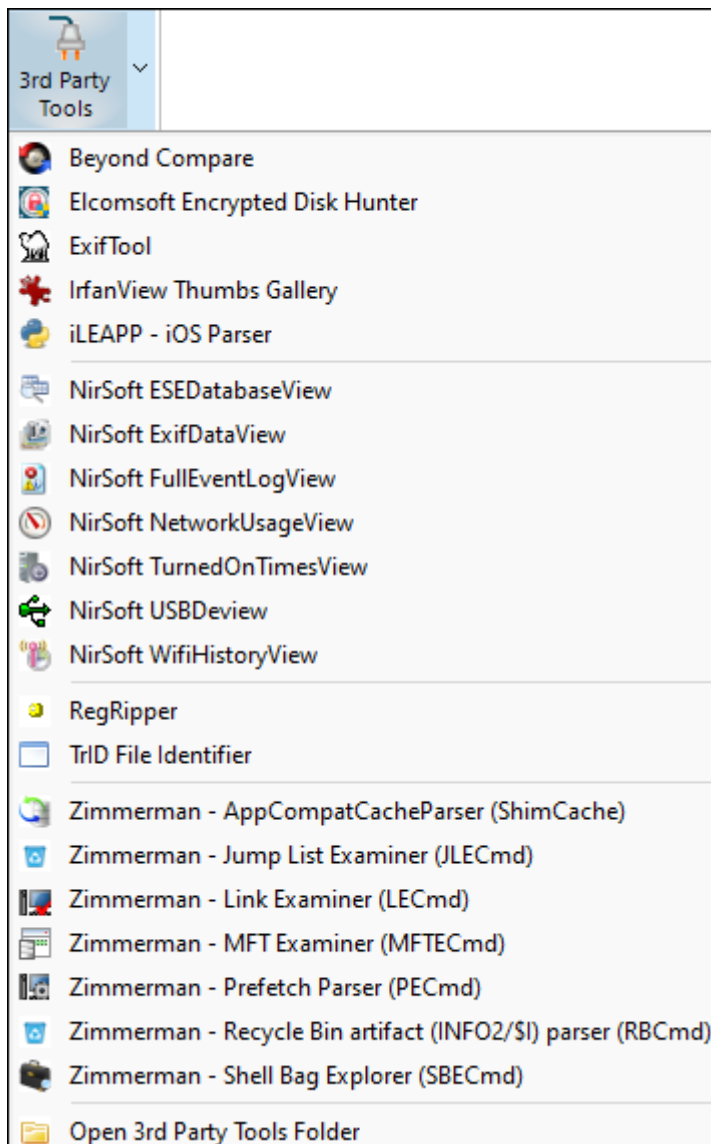 3rd Party
Tools
Beyond Compare
Elcomsoft Encrypted Disk Hunter
ExifTool
IrfanView Thumbs Gallery
iLEAPP - iOS Parser
NirSoft ESEDatabaseView
NirSoft ExifDataView
NirSoft FullEventLogView
NirSoft NetworkUsageView
NirSoft TurnedOnTimesView
NirSoft USBDeview
NirSoft WifiHistoryView
RegRipper
TrID File Identifier
Zimmerman - AppCompatCacheParser (ShimCache)
Zimmerman - Jump List Examiner (JLECmd)
Zimmerman - Link Examiner (LECmd)
Zimmerman - MFT Examiner (MFTECmd)
Zimmerman - Prefetch Parser (PECmd)
Zimmerman - Recycle Bin artifact (INFO2/$I) parser (RBCmd)
Zimmerman - Shell Bag Explorer (SBECmd)
Open 3rd Party Tools Folder